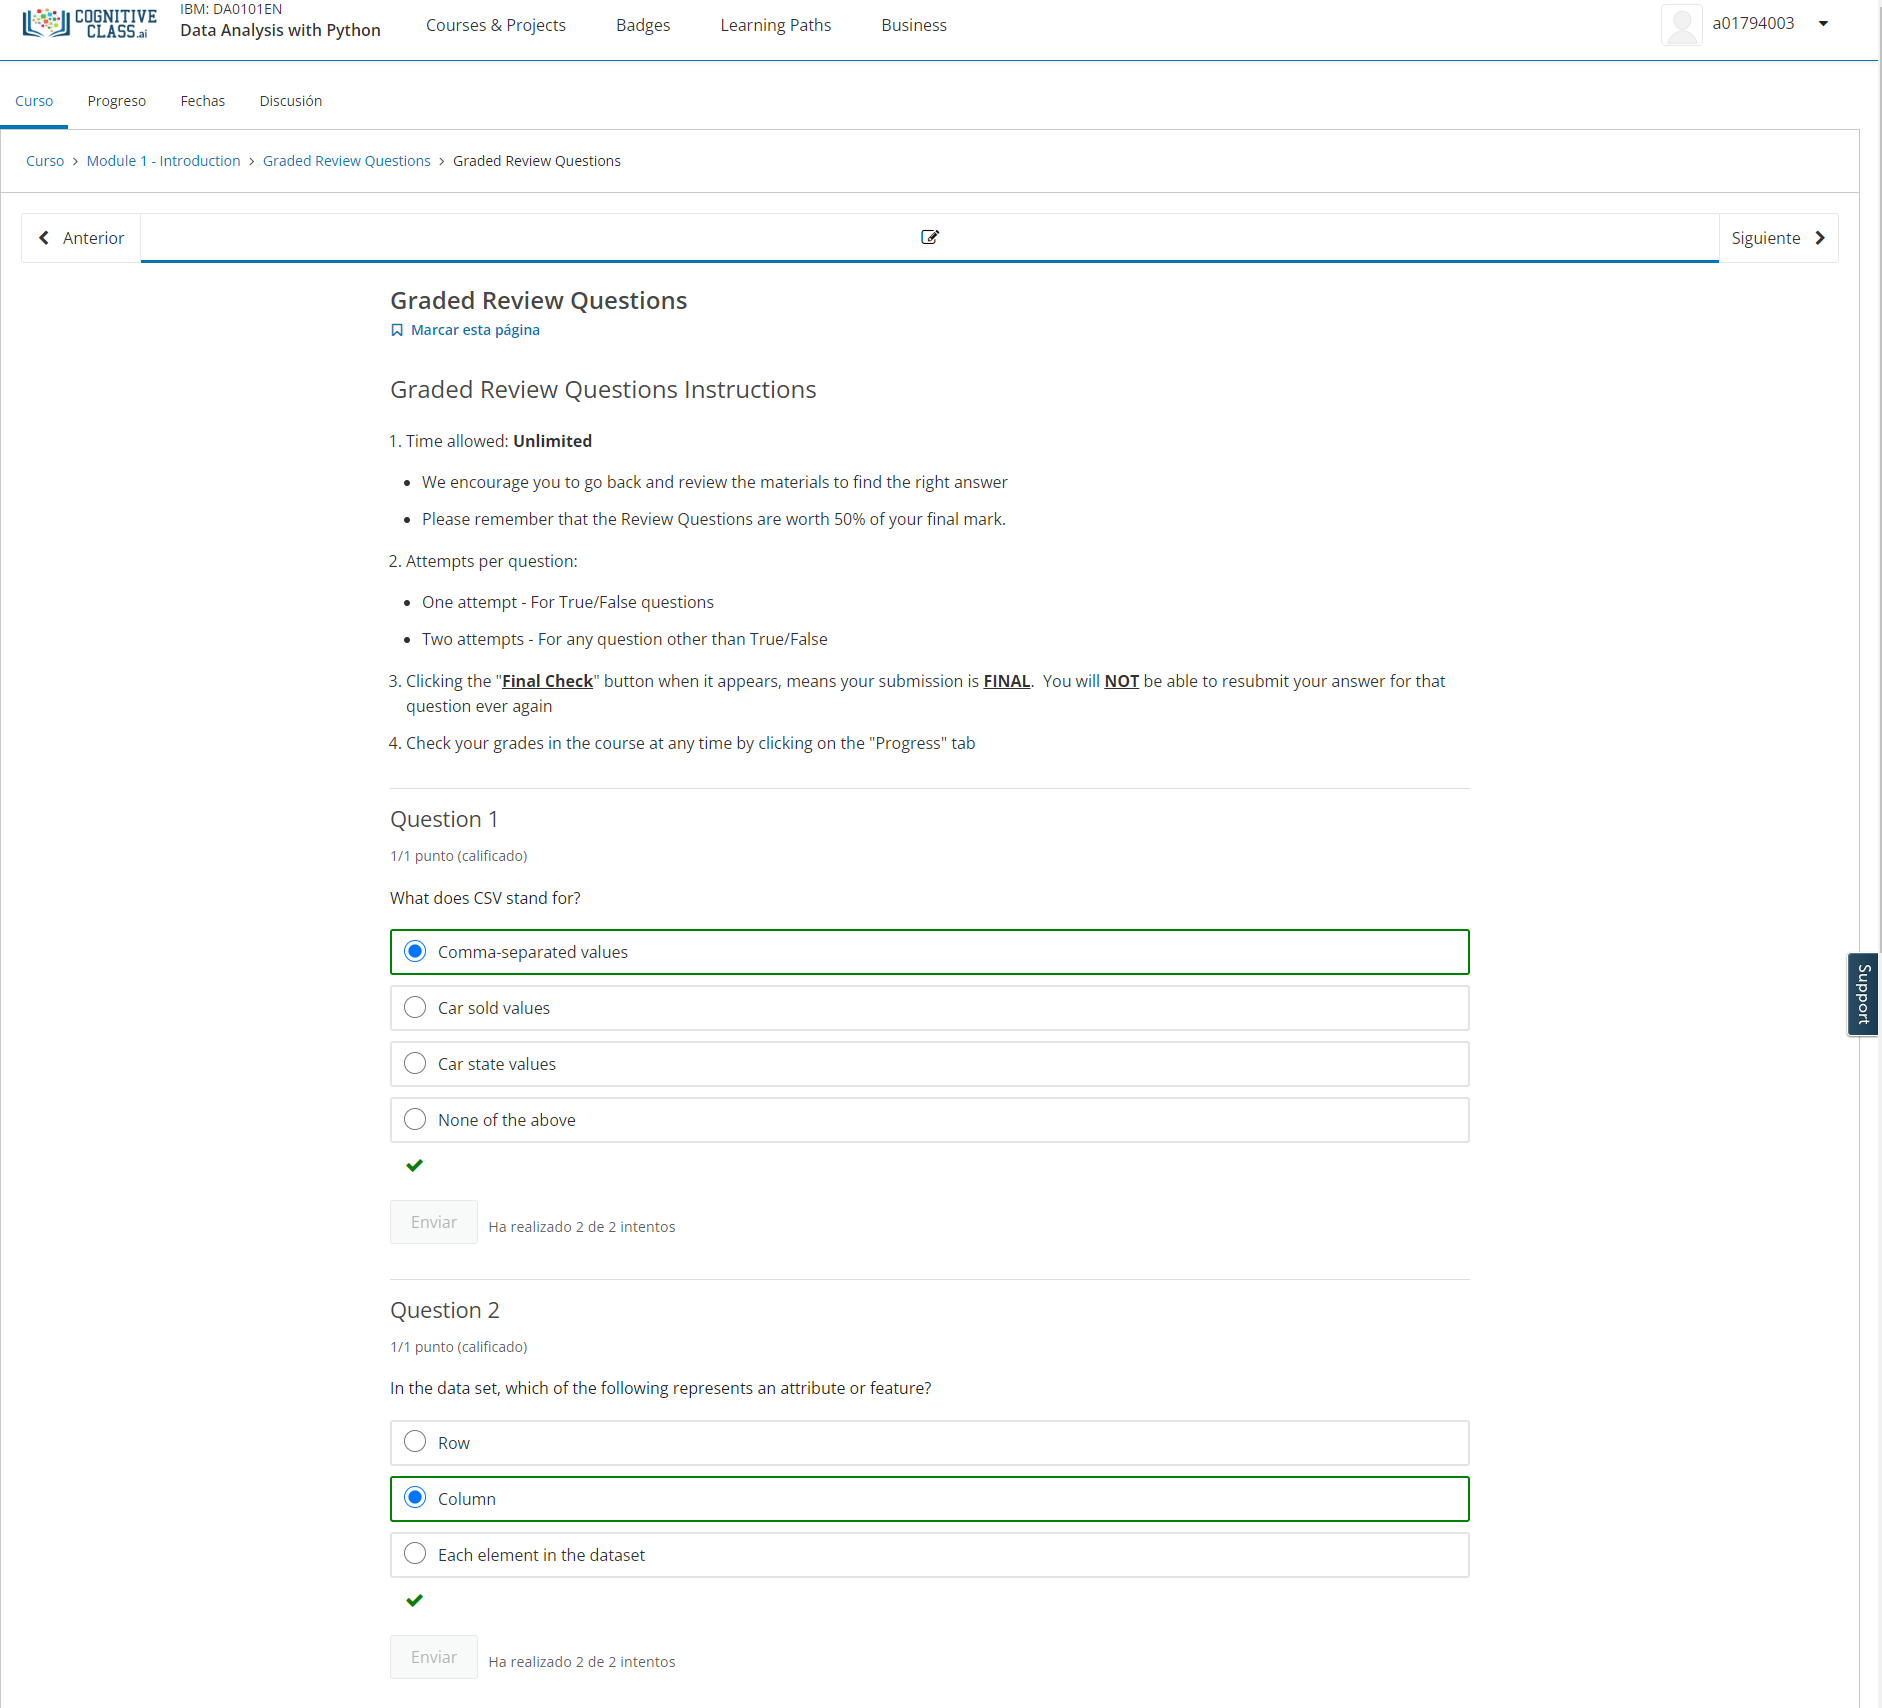 COGNITIVE
CLASS.ai
IBM: DA0101EN
Data Analysis with Python
Courses & Projects
Badges
Learning Paths
Business
a01794003
Curso
Progreso
Fechas
Discusión
Curso > Module 1 - Introduction > Graded Review Questions > Graded Review Questions
Anterior
Siguiente
Graded Review Questions
Marcar esta página
Graded Review Questions Instructions
1. Time allowed: Unlimited
• We encourage you to go back and review the materials to find the right answer
• Please remember that the Review Questions are worth 50% of your final mark.
2. Attempts per question:
• One attempt - For True/False questions
• Two attempts - For any question other than True/False
3. Clicking the "Final Check" button when it appears, means your submission is FINAL. You will NOT be able to resubmit your answer for that
question ever again
4. Check your grades in the course at any time by clicking on the "Progress" tab
Question 1
1/1 punto (calificado)
What does CSV stand for?
Comma-separated values
Car sold values
Support
Car state values
None of the above
Enviar
Ha realizado 2 de 2 intentos
Question 2
1/1 punto (calificado)
In the data set, which of the following represents an attribute or feature?
Row
Column
Each element in the dataset
Enviar
Ha realizado 2 de 2 intentos